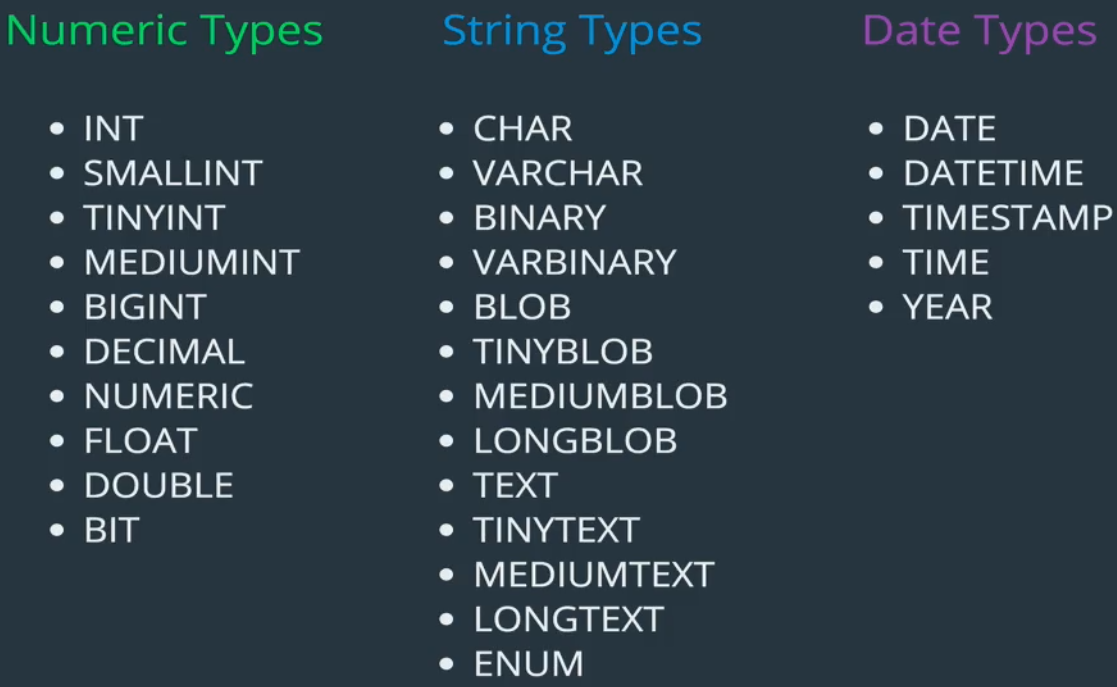 Numeric Types
• INT
• SMALLINT
• TINYINT
• MEDIUMINT
• BIGINT
• DECIMAL
• NUMERIC
• FLOAT
• DOUBLE
• BIT
String Types
• CHAR
• VARCHAR
• BINARY
• VARBINARY
• BLOB
• TINYBLOB
• MEDIUMBLOB
• LONGBLOB
• TEXT
• TINYTEXT
• MEDIUMTEXT
• LONGTEXT
• ENUM
Date Types
• DATE
• DATETIME
• TIMESTAMP
• TIME
• YEAR